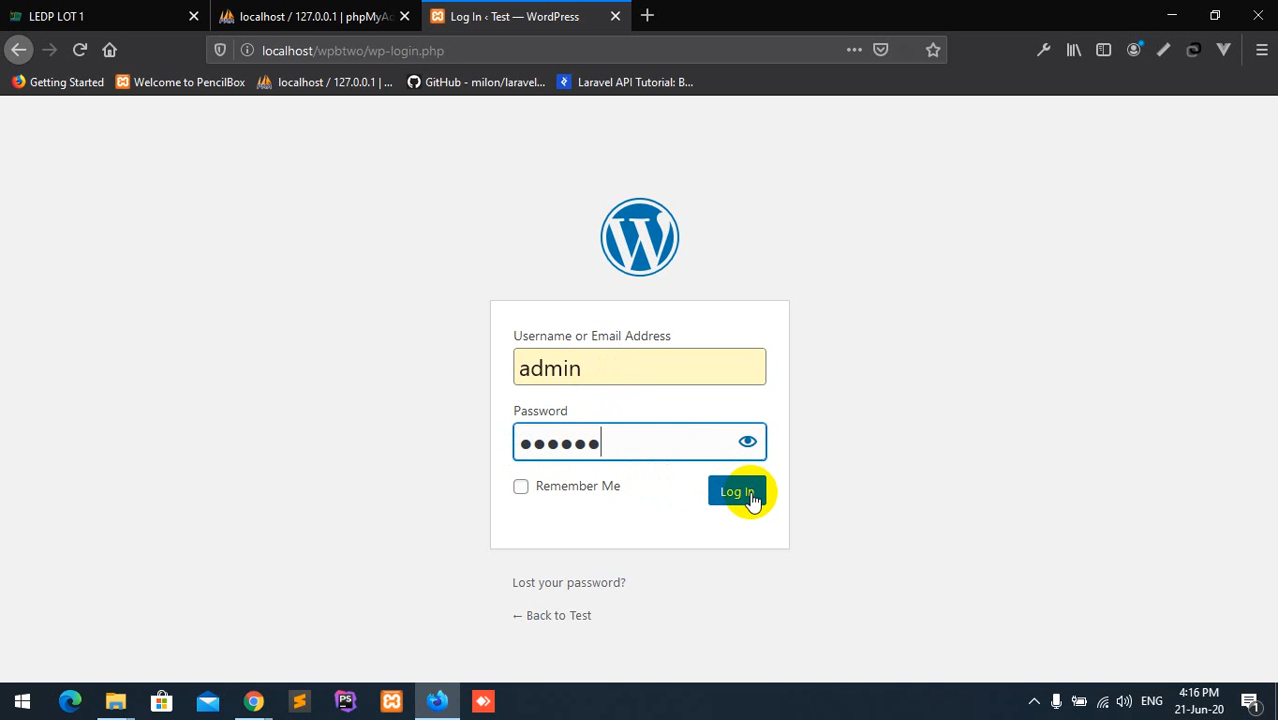 LEDP LOT 1
localhost / 127.0.0.1 | phpMyAc
Log In ‹ Test — WordPress
localhost/wpbtwo/wp-login.php
Getting Started
Welcome to PencilBox
localhost / 127.0.0.1 | ...
GitHub - milon/laravel...
Laravel API Tutorial: B...
Username or Email Address
admin
Password
Remember Me
Log In
Lost your password?
← Back to Test
ENG
4:16 PM
21-Jun-20
1